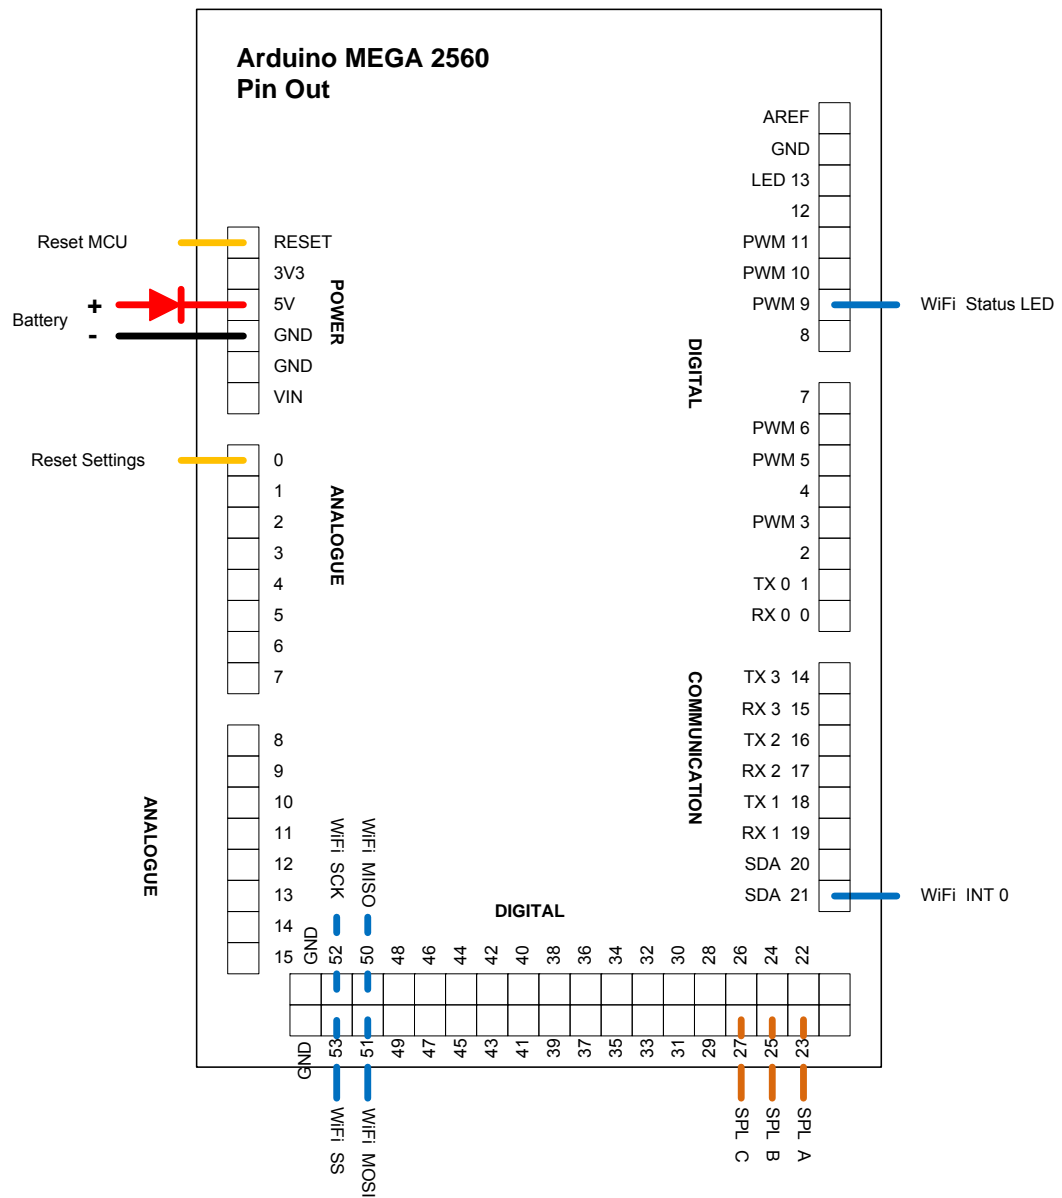 Arduino MEGA 2560
Pin Out
AREF
GND
LED 13
12
PWM 11
PWM 10
PWM 9
WiFi Status LED
8
DIGITAL
7
PWM 6
PWM 5
4
PWM 3
2
TX 0 1
RX 0 0
COMMUNICATION
TX 3 14
RX 3 15
TX 2 16
RX 2 17
TX 1 18
RX 1 19
SDA 20
SDA 21
WiFi INT 0
Reset MCU
RESET
3V3
Battery
+
5V
-
GND
GND
VIN
POWER
Reset Settings
0
1
2
3
4
5
6
7
ANALOGUE
8
9
10
11
12
13
14
15
ANALOGUE
WiFi SCK
WiFi MISO
DIGITAL
GND
52
50
48
46
44
42
40
38
36
34
32
30
28
26
24
22
GND
53
51
49
47
45
43
41
39
37
35
33
31
29
27
25
23
WiFi SS
WiFi MOSI
SPL C
SPL B
SPL A